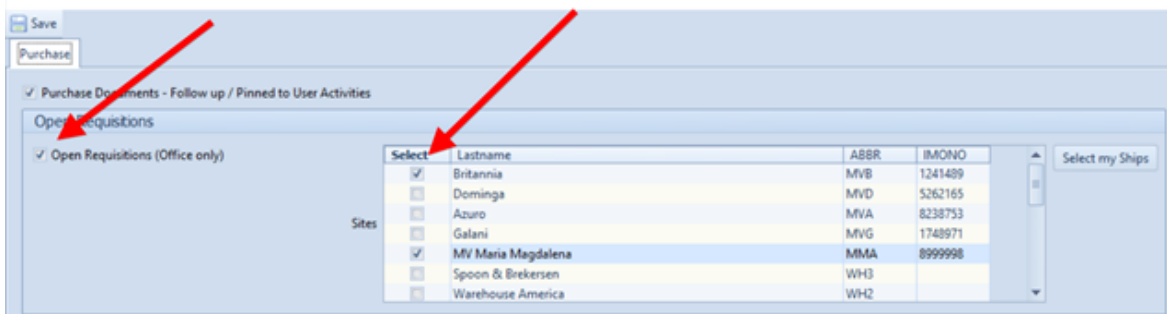 Save
Purchase
Purchase Documents - Follow up / Pinned to User Activities
Open Requisitions
Open Requisitions (Office only)
Select Lastname ABBR IMONO Select my Ships
Britannia MVB 1241489
Dominga MVD 5262165
Azuro MVA 8238753
Sites
Galani MVG 1748971
MV Maria Magdalena MMA 8999998
Spoon & Brekersen WH3
Warehouse America WH2